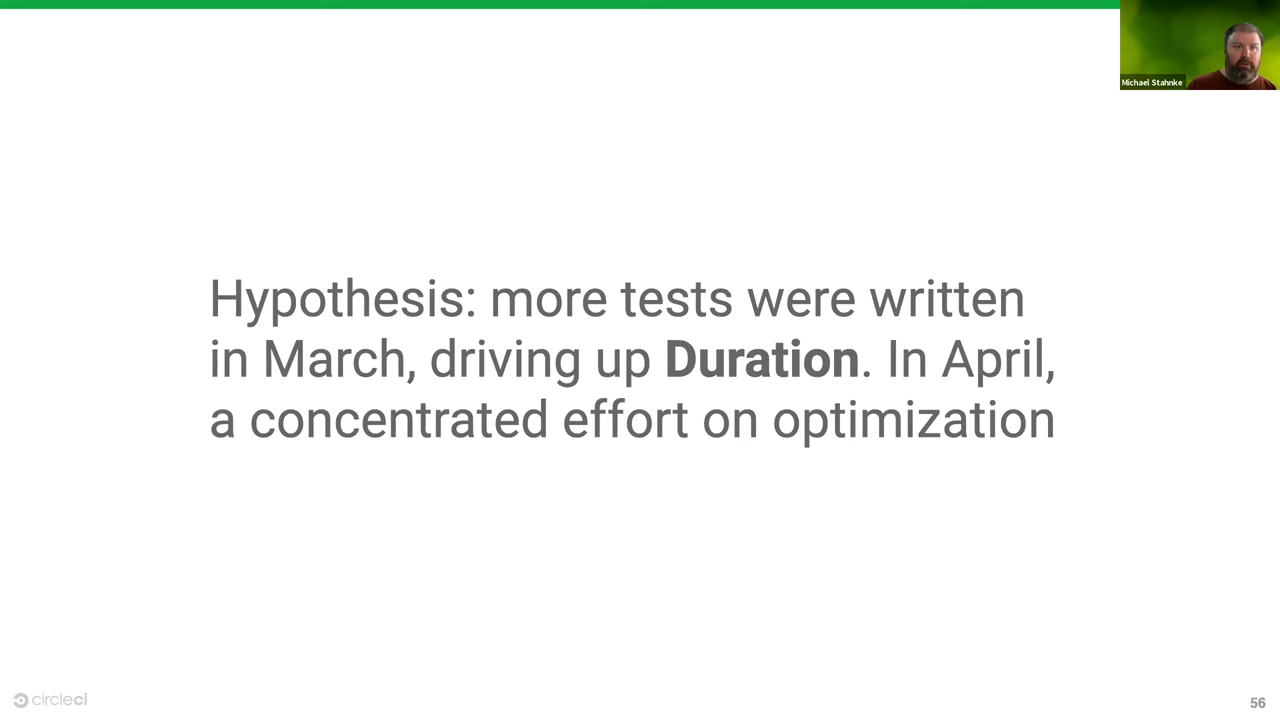 Michael Stahnke
Hypothesis: more tests were written
in March, driving up Duration. In April,
a concentrated effort on optimization
circleci
56